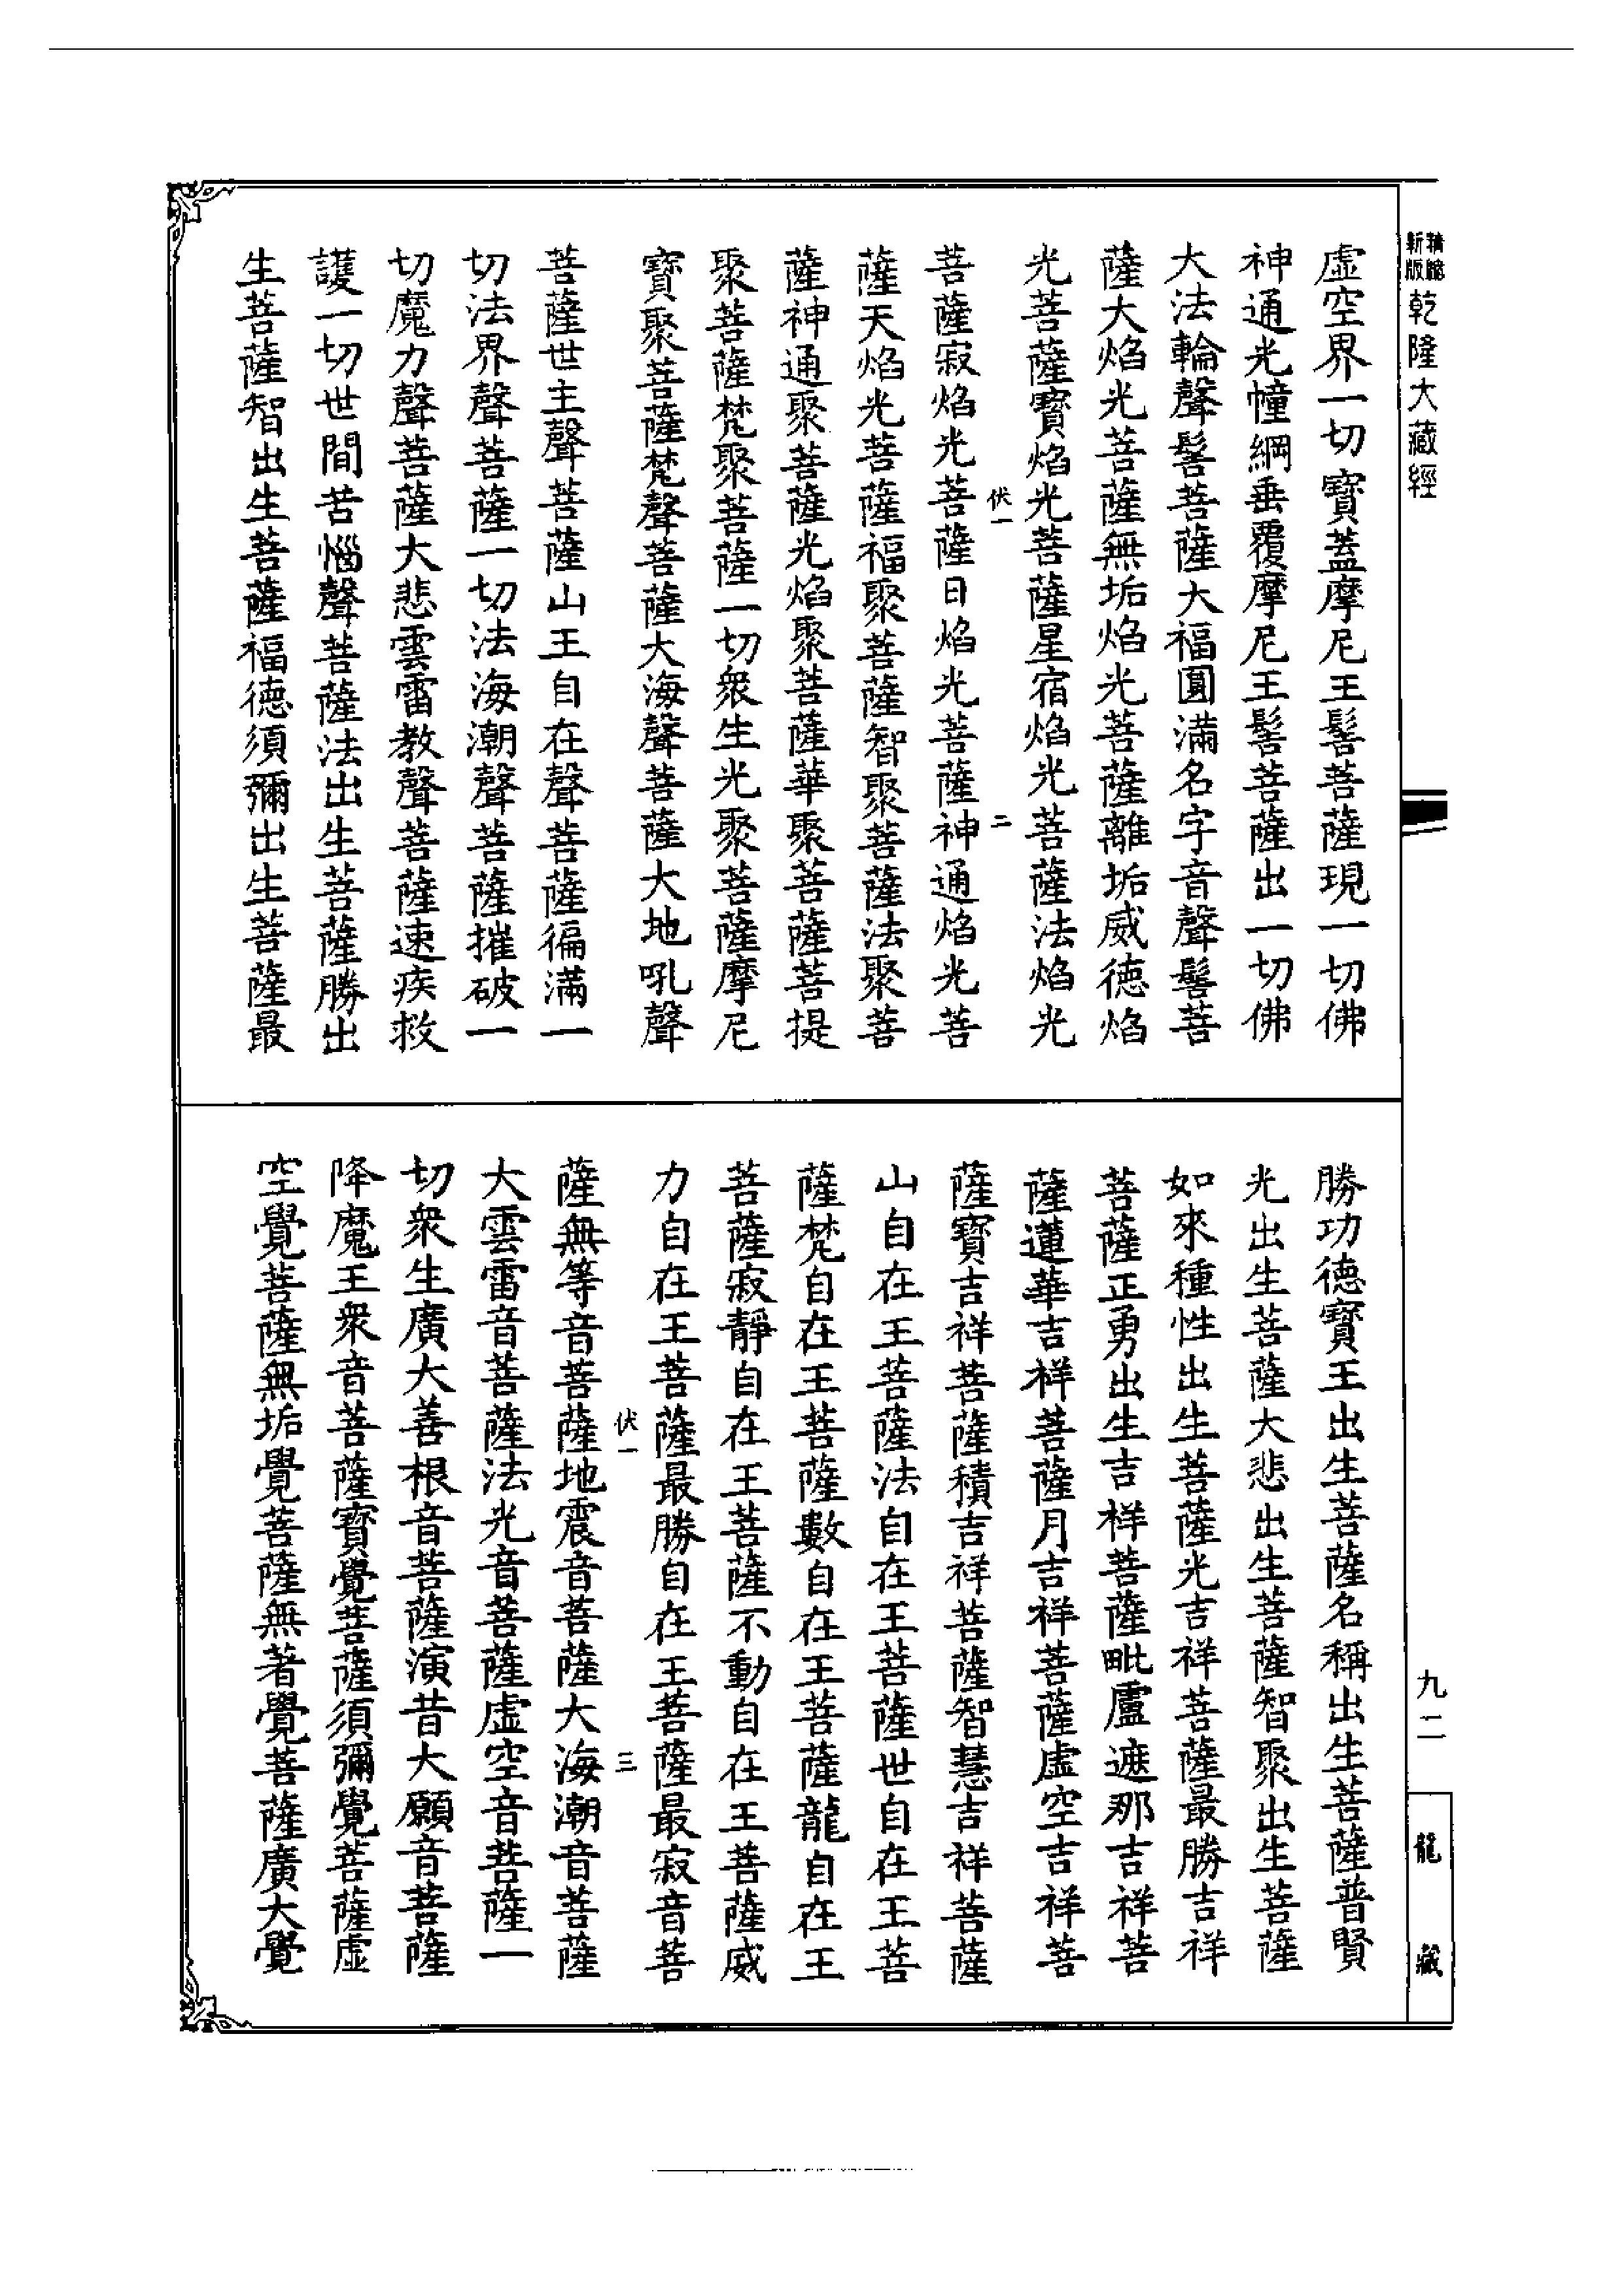 新版
精縮
乾隆大藏經
虛空界一切寶蓋摩尼王髻菩薩現一切佛
神通光幢網垂覆摩尼王髻菩薩出一切佛
大法輪聲髻菩薩大福圓滿名字音聲髻菩
薩大焰光菩薩無垢焰光菩薩離垢威德焰
光菩薩寶焰光菩薩星宿焰光菩薩法焰光
伏一
二
菩薩寂焰光菩薩日焰光菩薩神通焰光菩
薩天焰光菩薩福聚菩薩智聚菩薩法聚菩
薩神通聚菩薩光焰聚菩薩華聚菩薩菩提
聚菩薩梵聚菩薩一切衆生光聚菩薩摩尼
寶聚菩薩梵聲菩薩大海聲菩薩大地吼聲
菩薩世主聲菩薩山王自在聲菩薩徧滿一
切法界聲菩薩一切法海潮聲菩薩摧破一
切魔力聲菩薩大悲雲雷教聲菩薩速疾救
護一切世間苦惱聲菩薩法出生菩薩勝出
生菩薩智出生菩薩福德須彌出生菩薩最
勝功德寶王出生菩薩名稱出生菩薩普賢
光出生菩薩大悲出生菩薩智聚出生菩薩
如來種性出生菩薩光吉祥菩薩最勝吉祥
菩薩正勇出生吉祥菩薩毗盧遮那吉祥菩
薩蓮華吉祥菩薩月吉祥菩薩虛空吉祥菩
薩寶吉祥菩薩積吉祥菩薩智慧吉祥菩薩
山自在王菩薩法自在王菩薩世自在王菩
薩梵自在王菩薩數自在王菩薩龍自在王
菩薩寂靜自在王菩薩不動自在王菩薩威
力自在王菩薩最勝自在王菩薩最寂音菩
伏一
三
薩無等音菩薩地震音菩薩大海潮音菩薩
大雲雷音菩薩法光音菩薩虛空音菩薩一
切衆生廣大善根音菩薩演昔大願音菩薩
降魔王衆音菩薩寶覺菩薩須彌覺菩薩虛
空覺菩薩無垢覺菩薩無著覺菩薩廣大覺
九二
龍藏